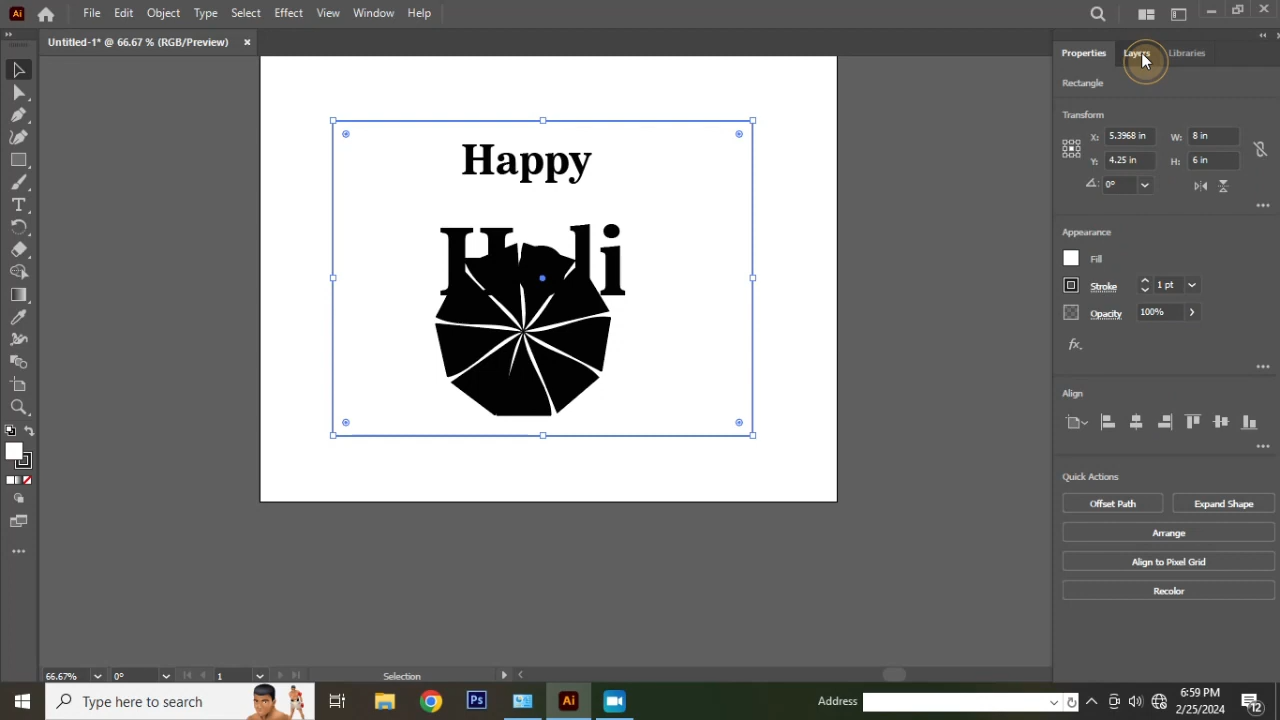 Ai File Edit Object Type Select Effect View Window Help
Untitled-1* @ 66.67 % (RGB/Preview) ×
Properties Layers Libraries
Rectangle
Transform
X: 5.3968 in W: 8 in
Y: 4.25 in H: 6 in
0°
Appearance
Fill
Stroke 1 pt
Opacity 100%
fx.
Align
Quick Actions
Offset Path Expand Shape
Arrange
Align to Pixel Grid
Recolor
Happy
Holi
66.67% 0° 1 Selection
Type here to search Ps Ai Address 6:59 PM
2/25/2024 12